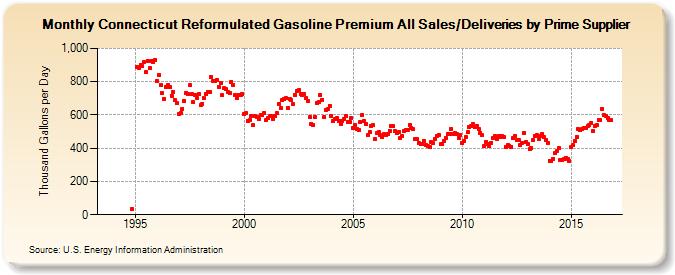 Monthly Connecticut Reformulated Gasoline Premium All Sales/Deliveries by Prime Supplier
Thousand Gallons per Day
1,000
800
600
400
200
0
1995 2000 2005 2010 2015
Source: U.S. Energy Information Administration